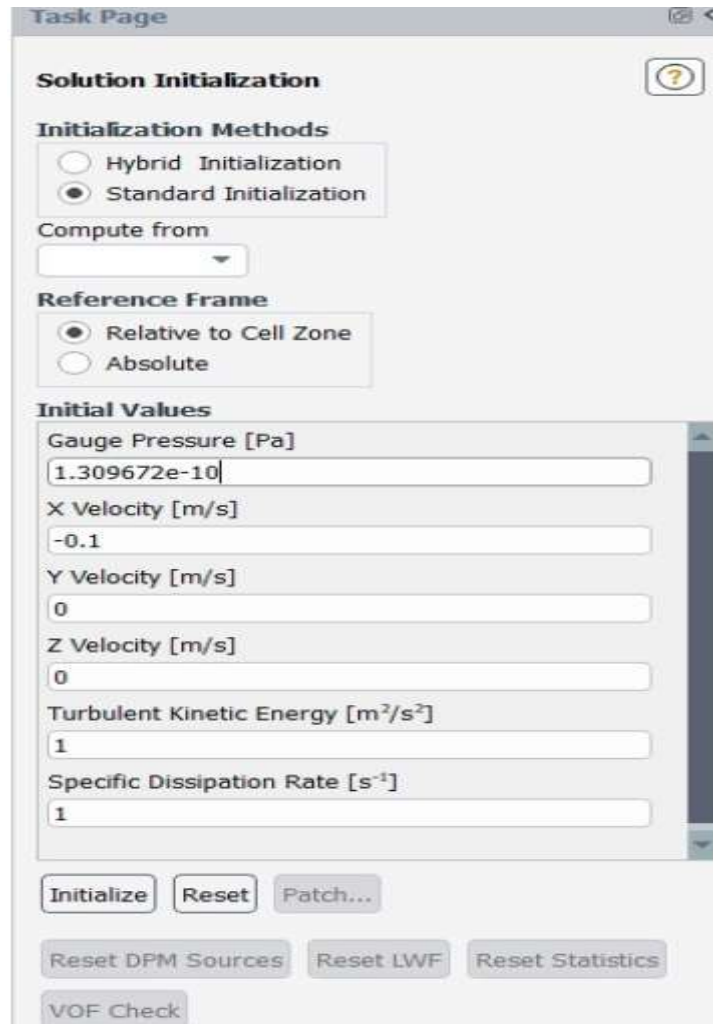 Task Page
Solution Initialization
?
Initialization Methods
Hybrid Initialization
Standard Initialization
Compute from
Reference Frame
Relative to Cell Zone
Absolute
Initial Values
Gauge Pressure [Pa]
1.309672e-10
X Velocity [m/s]
-0.1
Y Velocity [m/s]
0
Z Velocity [m/s]
0
Turbulent Kinetic Energy [m²/s²]
1
Specific Dissipation Rate [s⁻¹]
1
Initialize Reset Patch...
Reset DPM Sources Reset LWF Reset Statistics
VOF Check